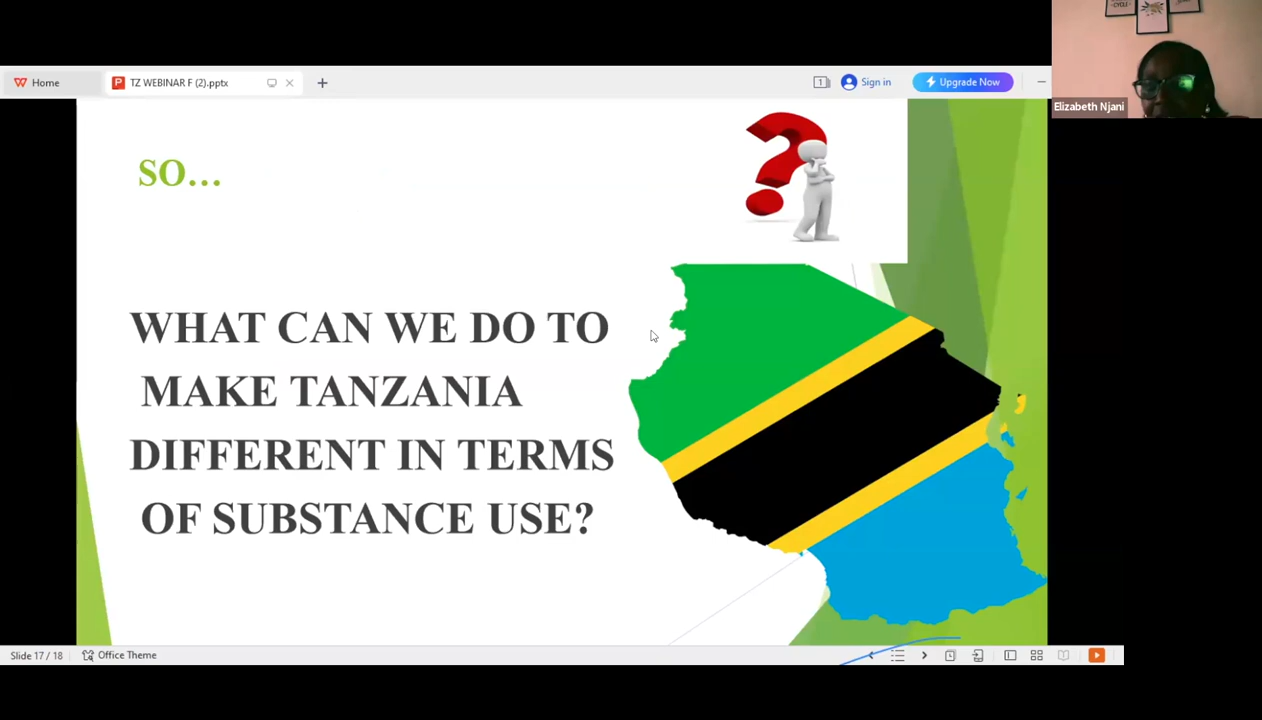 Home
TZ WEBINAR F (2).pptx
1
Sign in
Upgrade Now
Elizabeth Njani
SO...
WHAT CAN WE DO TO
MAKE TANZANIA
DIFFERENT IN TERMS
OF SUBSTANCE USE?
Slide 17 / 18
Office Theme